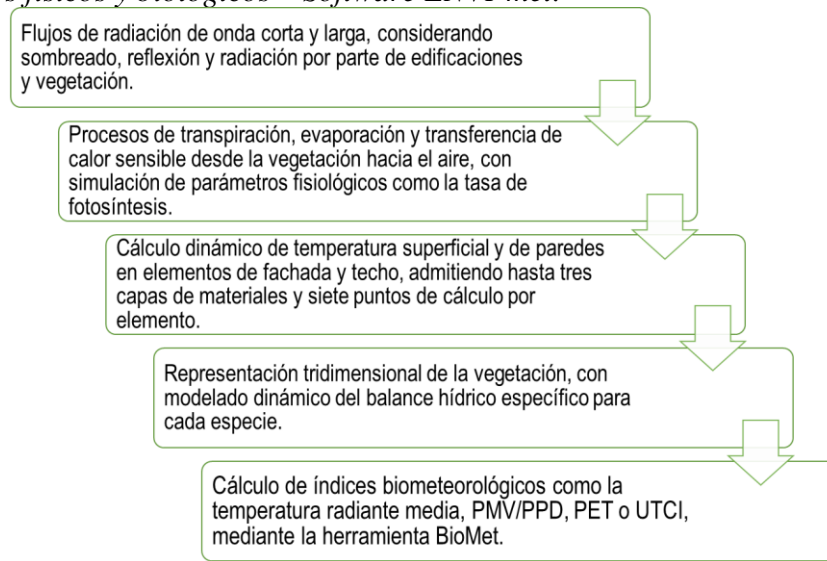 físicos y biológicos – Software ENVI-met.
Flujos de radiación de onda corta y larga, considerando
sombreado, reflexión y radiación por parte de edificaciones
y vegetación.
Procesos de transpiración, evaporación y transferencia de
calor sensible desde la vegetación hacia el aire, con
simulación de parámetros fisiológicos como la tasa de
fotosíntesis.
Cálculo dinámico de temperatura superficial y de paredes
en elementos de fachada y techo, admitiendo hasta tres
capas de materiales y siete puntos de cálculo por
elemento.
Representación tridimensional de la vegetación, con
modelado dinámico del balance hídrico específico para
cada especie.
Cálculo de índices biometeorológicos como la
temperatura radiante media, PMV/PPD, PET o UTCI,
mediante la herramienta BioMet.